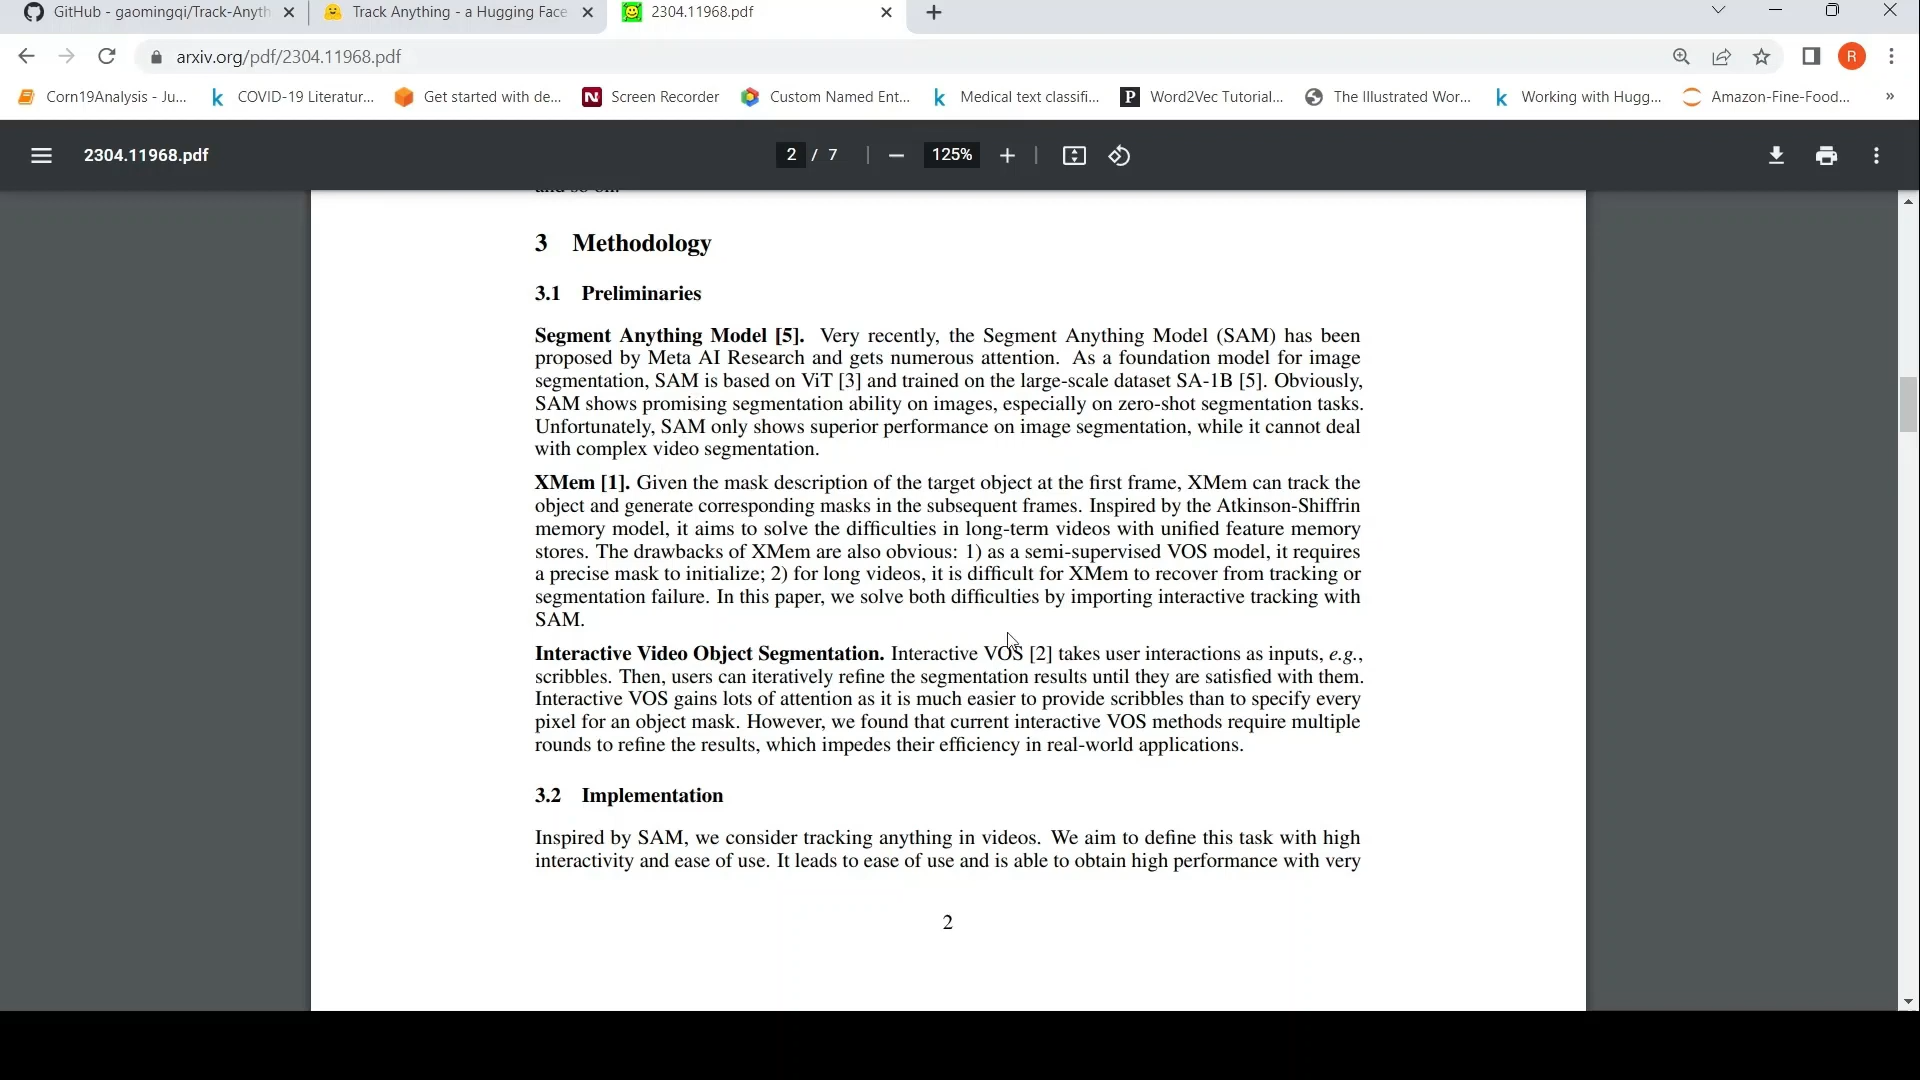 GitHub - gaomingqi/Track-Anyth
Track Anything - a Hugging Face
2304.11968.pdf
arxiv.org/pdf/2304.11968.pdf
R
Corn19Analysis - Ju...
COVID-19 Literatur...
Get started with de...
N
Screen Recorder
Custom Named Ent...
k
Medical text classifi...
P
Word2Vec Tutorial...
The Illustrated Wor...
k
Working with Hugg...
Amazon-Fine-Food...
»
2304.11968.pdf
2 / 7
125%
3 Methodology
3.1 Preliminaries
Segment Anything Model [5]. Very recently, the Segment Anything Model (SAM) has been
proposed by Meta AI Research and gets numerous attention. As a foundation model for image
segmentation, SAM is based on ViT [3] and trained on the large-scale dataset SA-1B [5]. Obviously,
SAM shows promising segmentation ability on images, especially on zero-shot segmentation tasks.
Unfortunately, SAM only shows superior performance on image segmentation, while it cannot deal
with complex video segmentation.
XMem [1]. Given the mask description of the target object at the first frame, XMem can track the
object and generate corresponding masks in the subsequent frames. Inspired by the Atkinson-Shiffrin
memory model, it aims to solve the difficulties in long-term videos with unified feature memory
stores. The drawbacks of XMem are also obvious: 1) as a semi-supervised VOS model, it requires
a precise mask to initialize; 2) for long videos, it is difficult for XMem to recover from tracking or
segmentation failure. In this paper, we solve both difficulties by importing interactive tracking with
SAM.
Interactive Video Object Segmentation. Interactive VOS [2] takes user interactions as inputs, e.g.,
scribbles. Then, users can iteratively refine the segmentation results until they are satisfied with them.
Interactive VOS gains lots of attention as it is much easier to provide scribbles than to specify every
pixel for an object mask. However, we found that current interactive VOS methods require multiple
rounds to refine the results, which impedes their efficiency in real-world applications.
3.2 Implementation
Inspired by SAM, we consider tracking anything in videos. We aim to define this task with high
interactivity and ease of use. It leads to ease of use and is able to obtain high performance with very
2